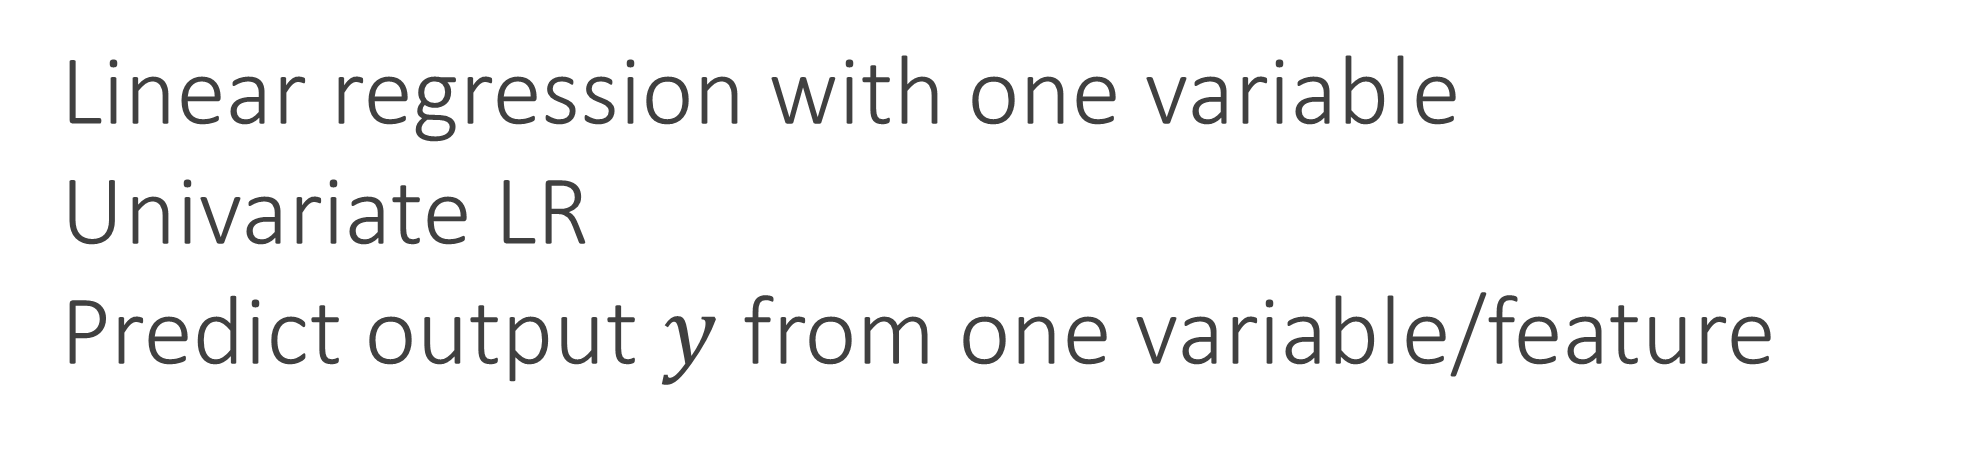 Linear regression with one variable
Univariate LR
Predict output y from one variable/feature